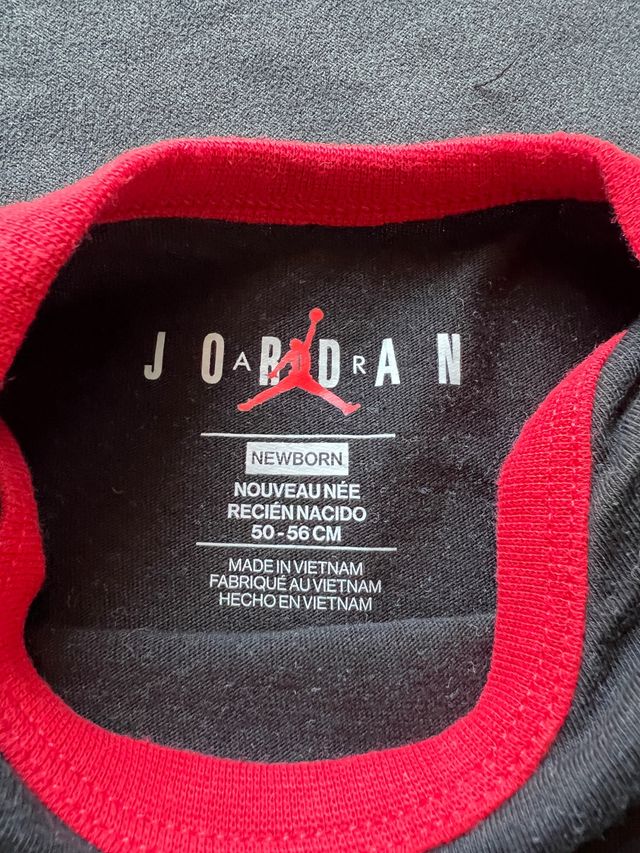 JORDAN
AIR
NEWBORN
NOUVEAU NÉE
RECIÉN NACIDO
50-56 CM
MADE IN VIETNAM
FABRIQUÉ AU VIETNAM
HECHO EN VIETNAM